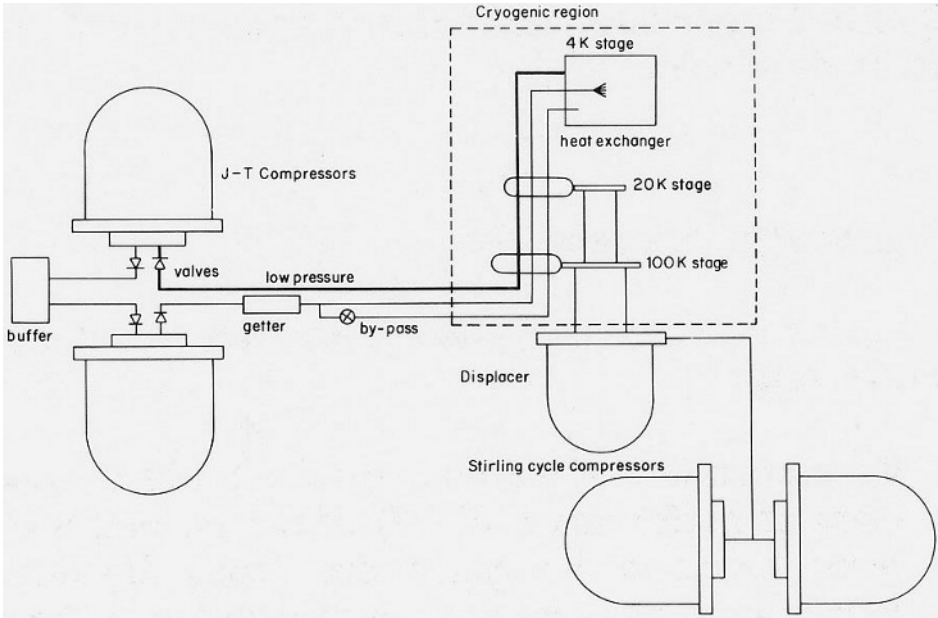 Cryogenic region
4K stage
heat exchanger
J-T Compressors
20K stage
valves
low pressure
100K stage
buffer
getter
by-pass
Displacer
Stirling cycle compressors